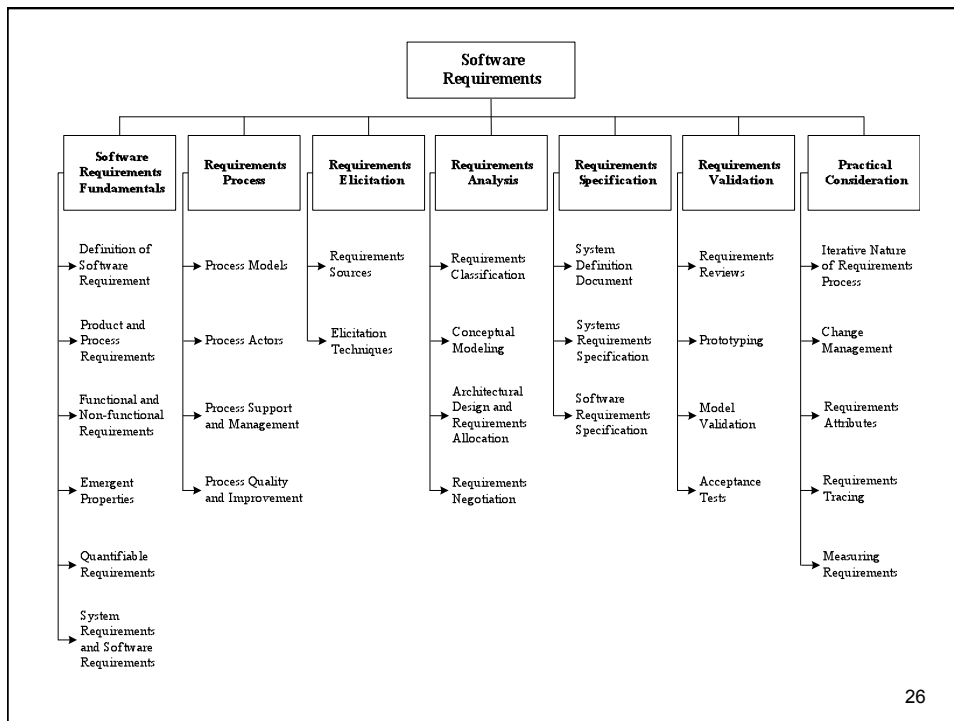 Software
Requirements
Software
Requirements
Fundamentals
Definition of
Software
Requirement
Product and
Process
Requirements
Functional and
Non-functional
Requirements
Emergent
Properties
Quantifiable
Requirements
System
Requirements
and Software
Requirements
Requirements
Process
Process Models
Process Actors
Process Support
and Management
Process Quality
and Improvement
Requirements
Elicitation
Requirements
Sources
Elicitation
Techniques
Requirements
Analysis
Requirements
Classification
Conceptual
Modeling
Architectural
Design and
Requirements
Allocation
Requirements
Negotiation
Requirements
Specification
System
Definition
Document
Systems
Requirements
Specification
Software
Requirements
Specification
Requirements
Validation
Requirements
Reviews
Prototyping
Model
Validation
Acceptance
Tests
Practical
Consideration
Iterative Nature
of Requirements
Process
Change
Management
Requirements
Attributes
Requirements
Tracing
Measuring
Requirements
26